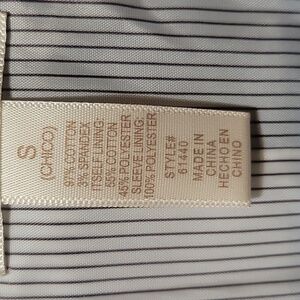 S
(CHICO)
97% COTTON
3% SPANDEX
ITSELF LINING:
55% COTTON
45% POLYESTER
SLEEVE LINING:
100% POLYESTER
STYLE#
61440
MADE IN
CHINA
HECHO EN
CHINO